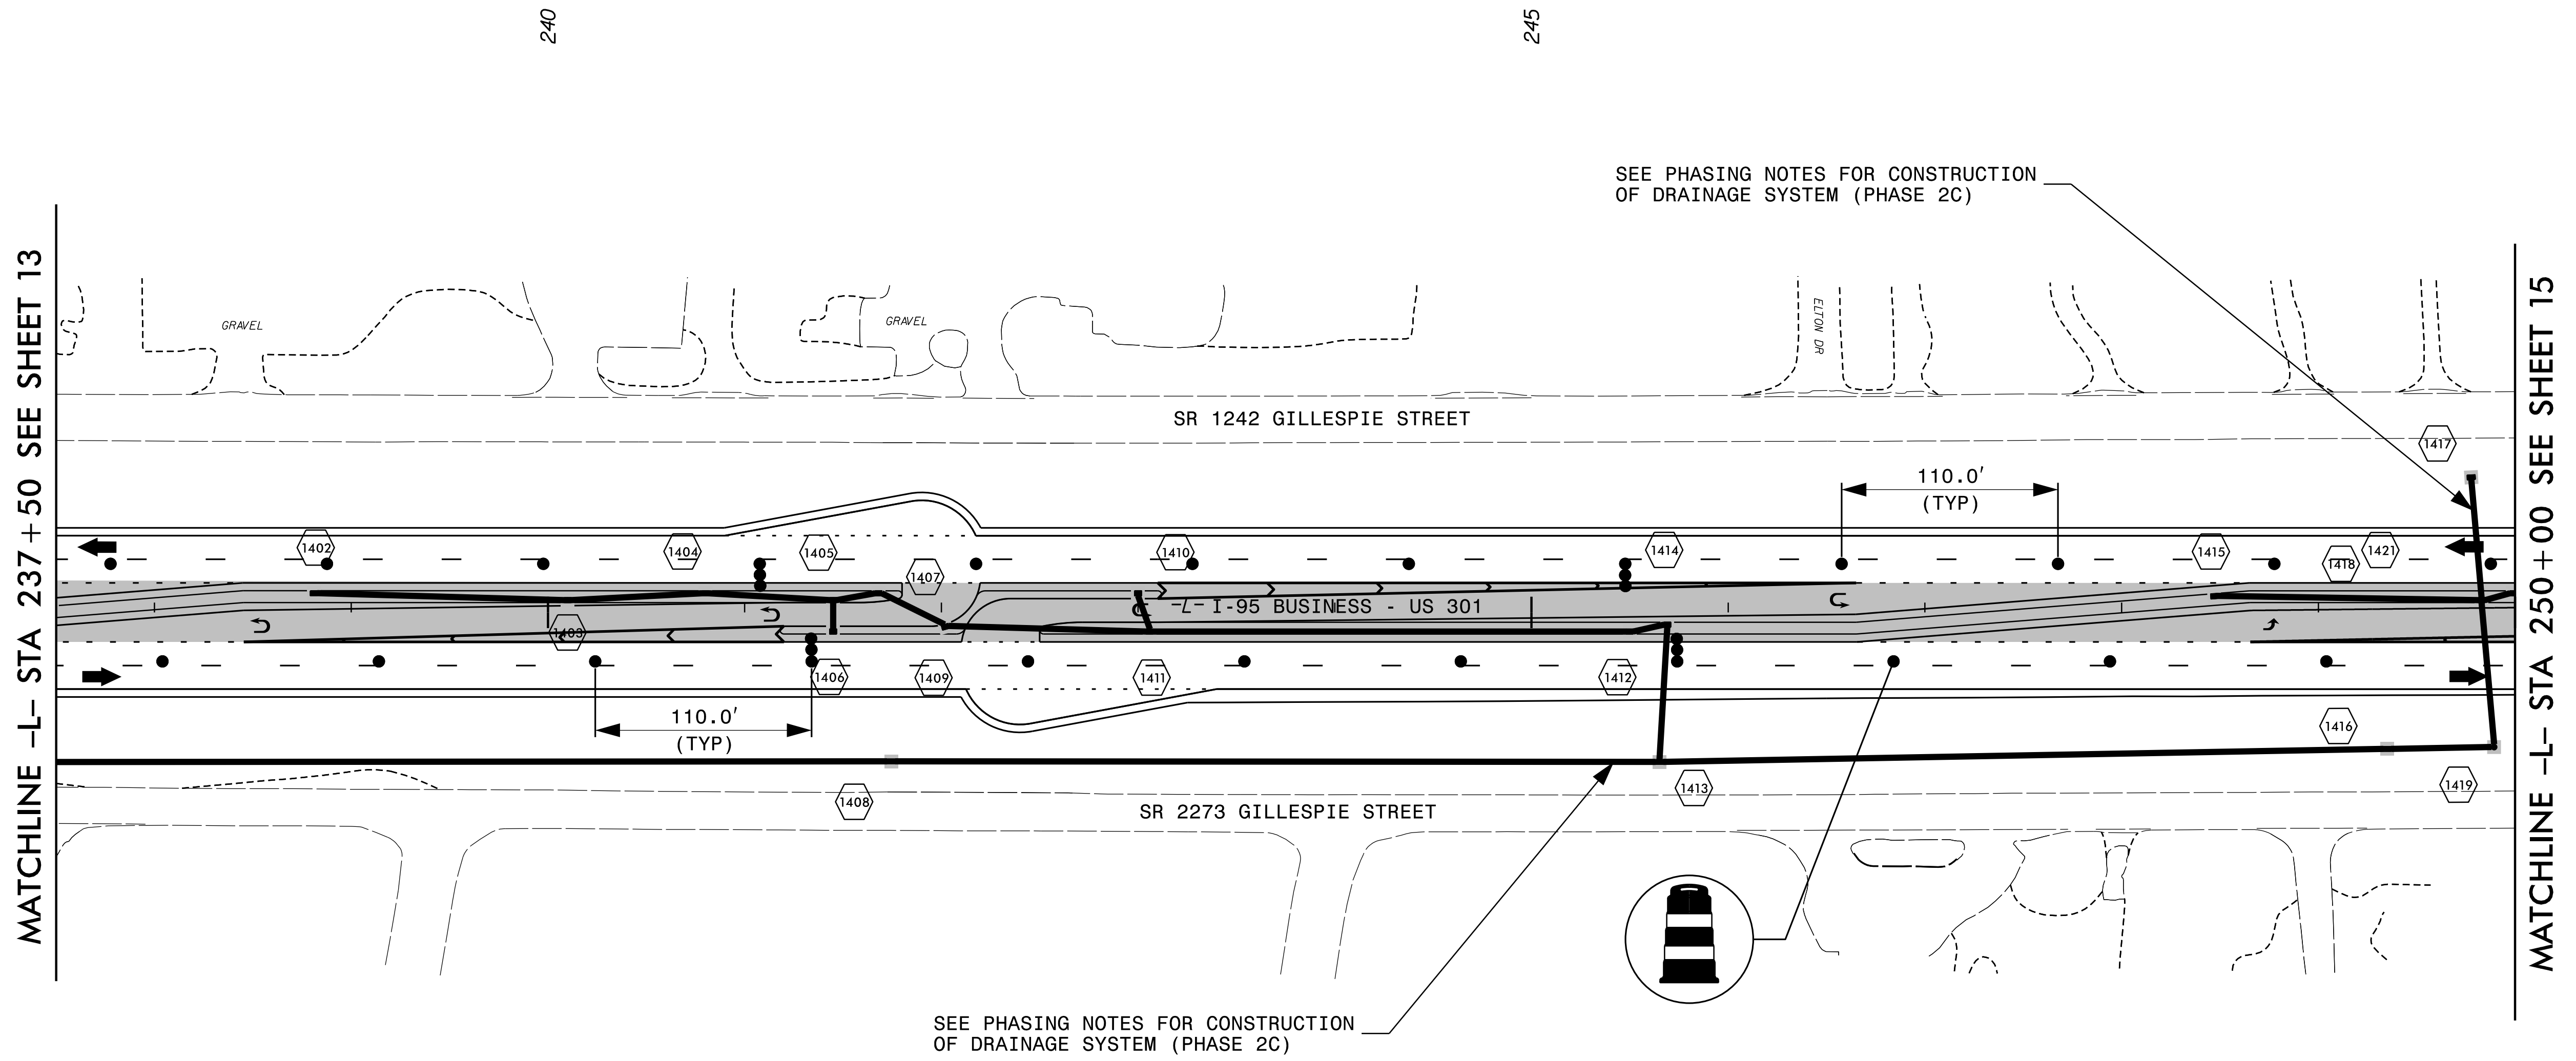 240
245
SEE PHASING NOTES FOR CONSTRUCTION
OF DRAINAGE SYSTEM (PHASE 2C)
MATCHLINE -L- STA 237+50 SEE SHEET 13
MATCHLINE -L- STA 250+00 SEE SHEET 15
GRAVEL
GRAVEL
ELTON DR
SR 1242 GILLESPIE STREET
1417
110.0'
(TYP)
1402
1404
1405
1410
1414
1415
1418
1421
1407
-L- I-95 BUSINESS - US 301
1403
1406
1409
1411
1412
110.0'
(TYP)
1416
1408
1413
1419
SR 2273 GILLESPIE STREET
SEE PHASING NOTES FOR CONSTRUCTION
OF DRAINAGE SYSTEM (PHASE 2C)